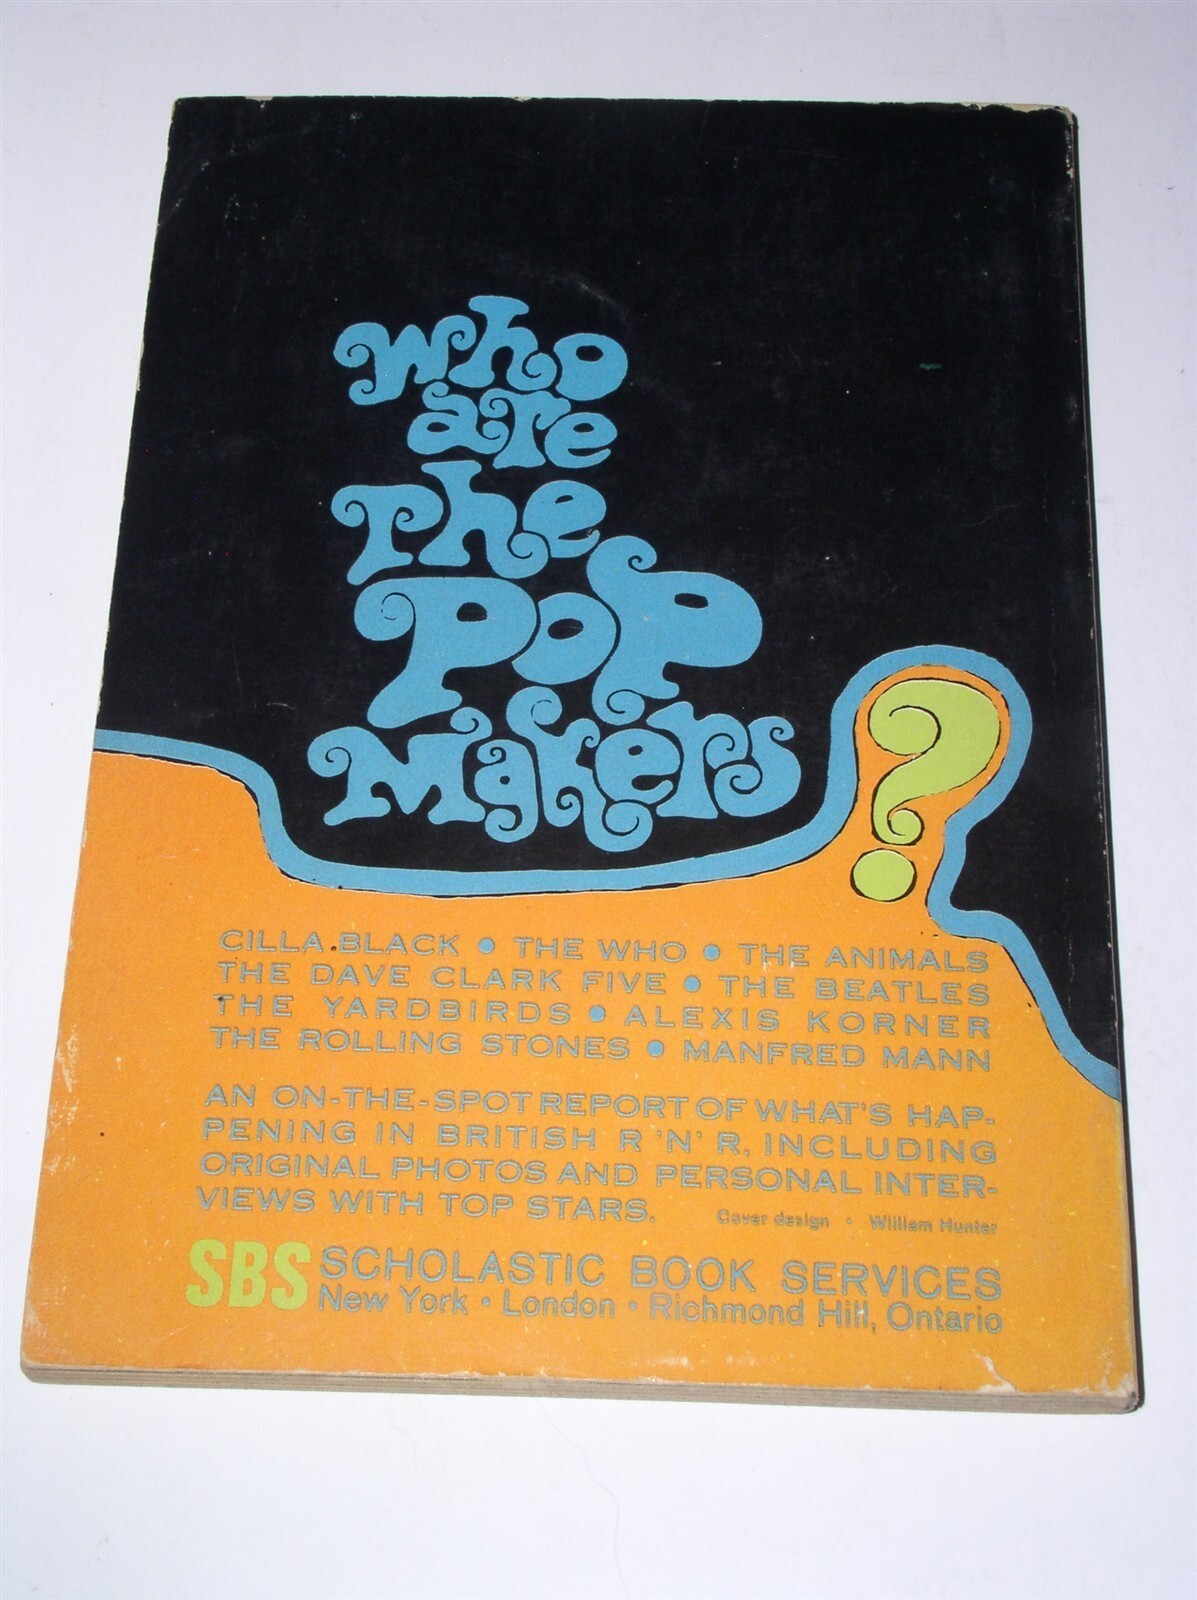 Who
are
The
Pop
Makers?
CILLA BLACK • THE WHO • THE ANIMALS
THE DAVE CLARK FIVE • THE BEATLES
THE YARDBIRDS • ALEXIS KORNER
THE ROLLING STONES • MANFRED MANN
AN ON-THE-SPOT REPORT OF WHAT'S HAP-
PENING IN BRITISH R 'N' R, INCLUDING
ORIGINAL PHOTOS AND PERSONAL INTER-
VIEWS WITH TOP STARS.
Cover design • William Hunter
SBS SCHOLASTIC BOOK SERVICES
New York • London • Richmond Hill, Ontario